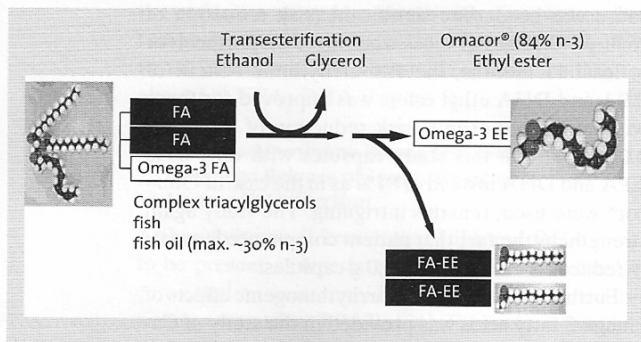 Transesterification
Ethanol Glycerol
Omacor® (84% n-3)
Ethyl ester
FA
FA
Omega-3 FA
Omega-3 EE
Complex triacylglycerols
fish
fish oil (max. ~30% n-3)
FA-EE
FA-EE